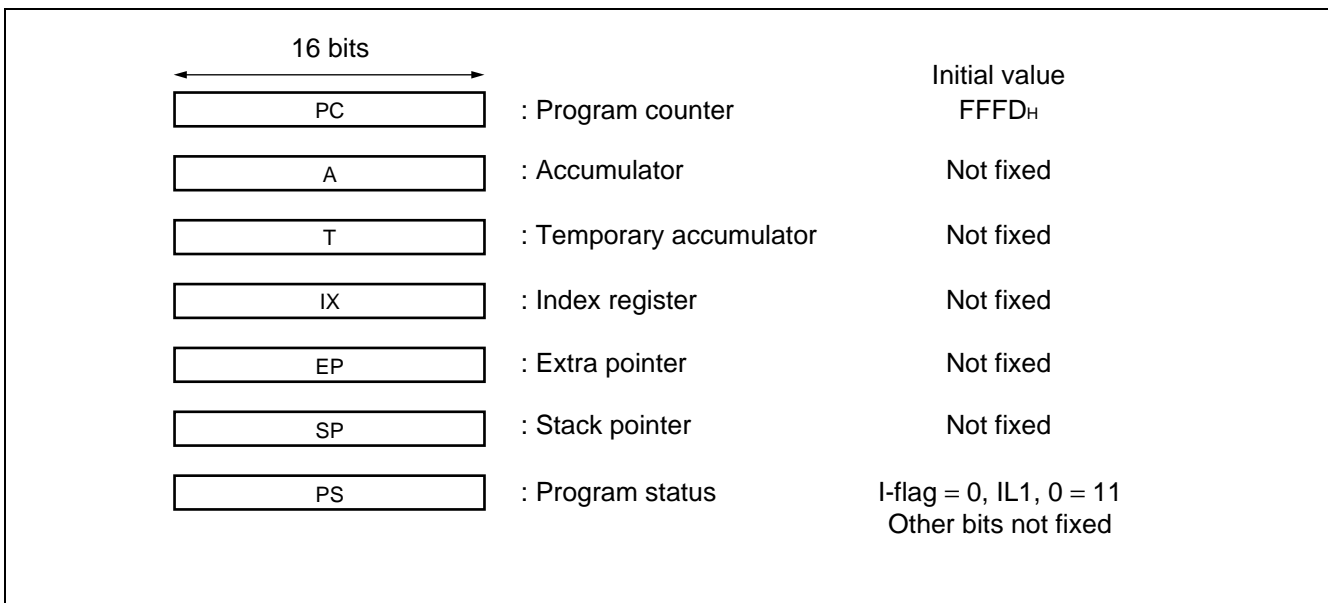 16 bits
Initial value
PC : Program counter FFFDH
A : Accumulator Not fixed
T : Temporary accumulator Not fixed
IX : Index register Not fixed
EP : Extra pointer Not fixed
SP : Stack pointer Not fixed
PS : Program status I-flag = 0, IL1, 0 = 11
Other bits not fixed